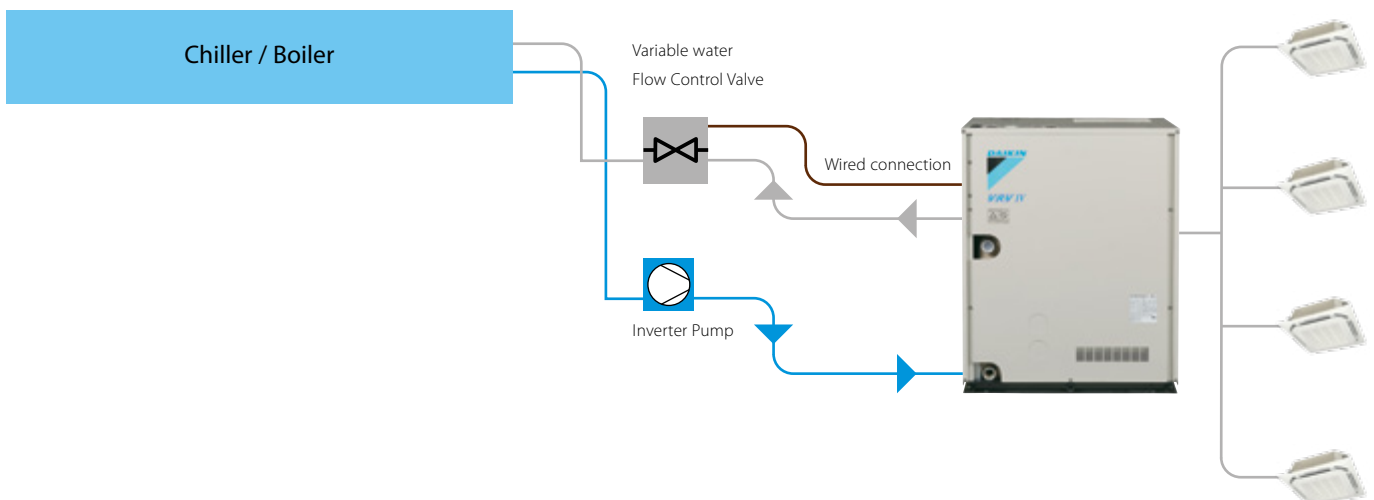 Chiller / Boiler
Variable water
Flow Control Valve
Wired connection
DAIKIN
VRV IV
Inverter Pump